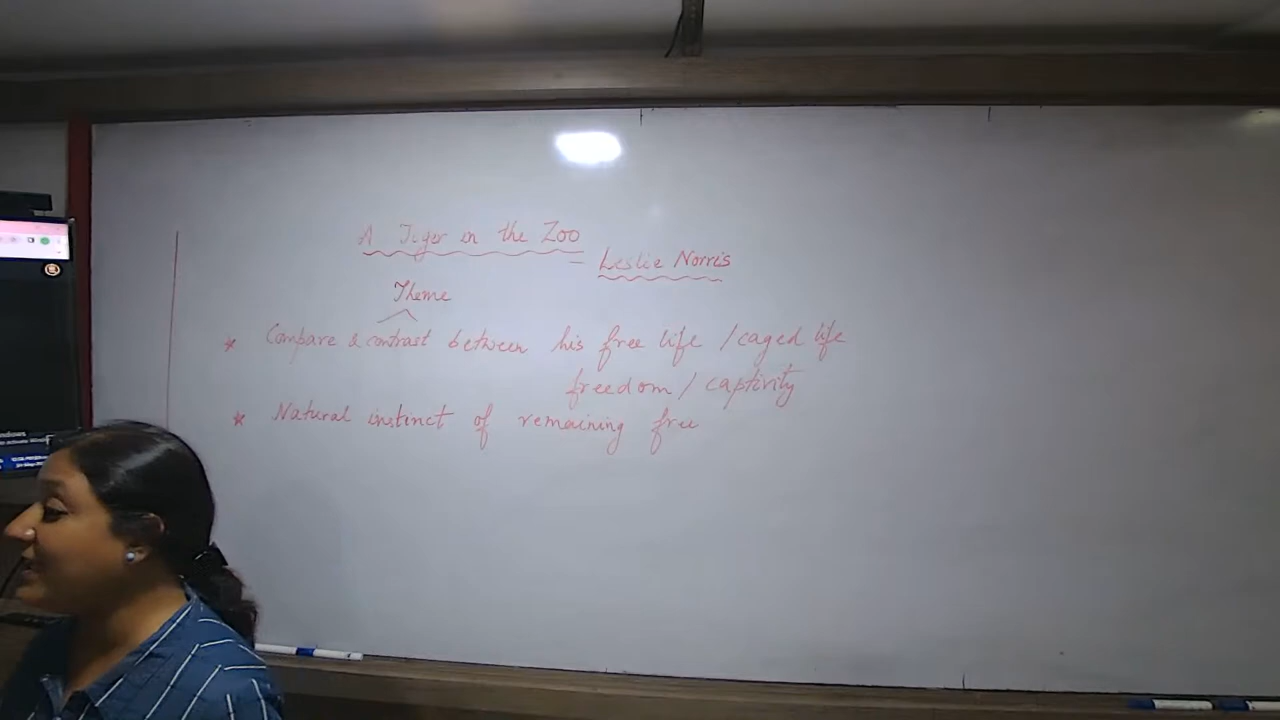 A Tiger in the Zoo
- Leslie Norris
Theme
* Compare & contrast between his free life / caged life
freedom / captivity
* Natural instinct of remaining free